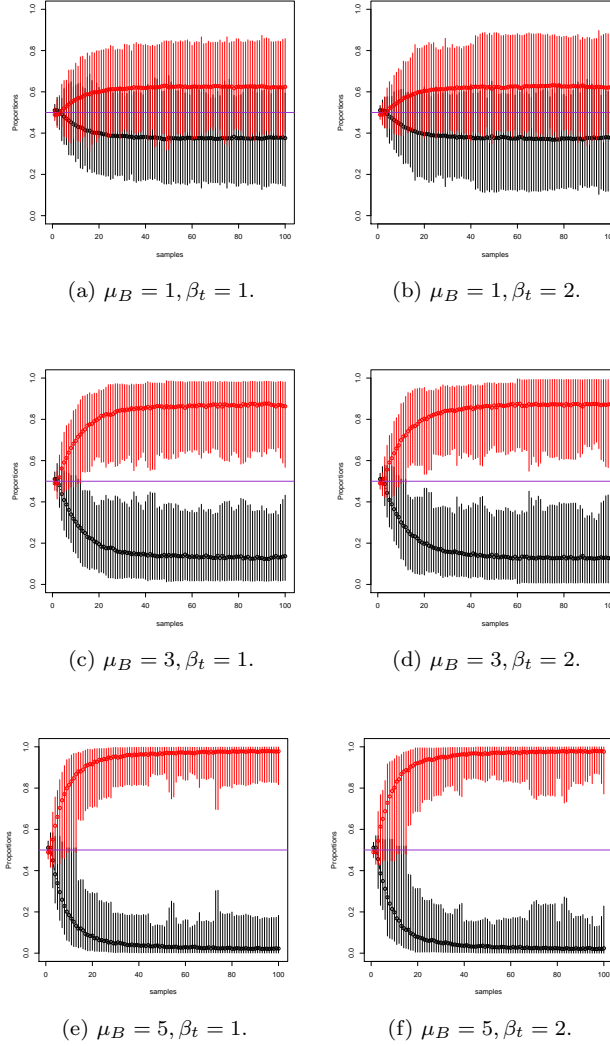 Proportions
0.0 0.2 0.4 0.6 0.8 1.0
0 20 40 60 80 100
samples
(a) μ_B = 1, β_t = 1.
Proportions
0.0 0.2 0.4 0.6 0.8 1.0
0 20 40 60 80 100
samples
(b) μ_B = 1, β_t = 2.
Proportions
0.0 0.2 0.4 0.6 0.8 1.0
0 20 40 60 80 100
samples
(c) μ_B = 3, β_t = 1.
Proportions
0.0 0.2 0.4 0.6 0.8 1.0
0 20 40 60 80 100
samples
(d) μ_B = 3, β_t = 2.
Proportions
0.0 0.2 0.4 0.6 0.8 1.0
0 20 40 60 80 100
samples
(e) μ_B = 5, β_t = 1.
Proportions
0.0 0.2 0.4 0.6 0.8 1.0
0 20 40 60 80 100
samples
(f) μ_B = 5, β_t = 2.